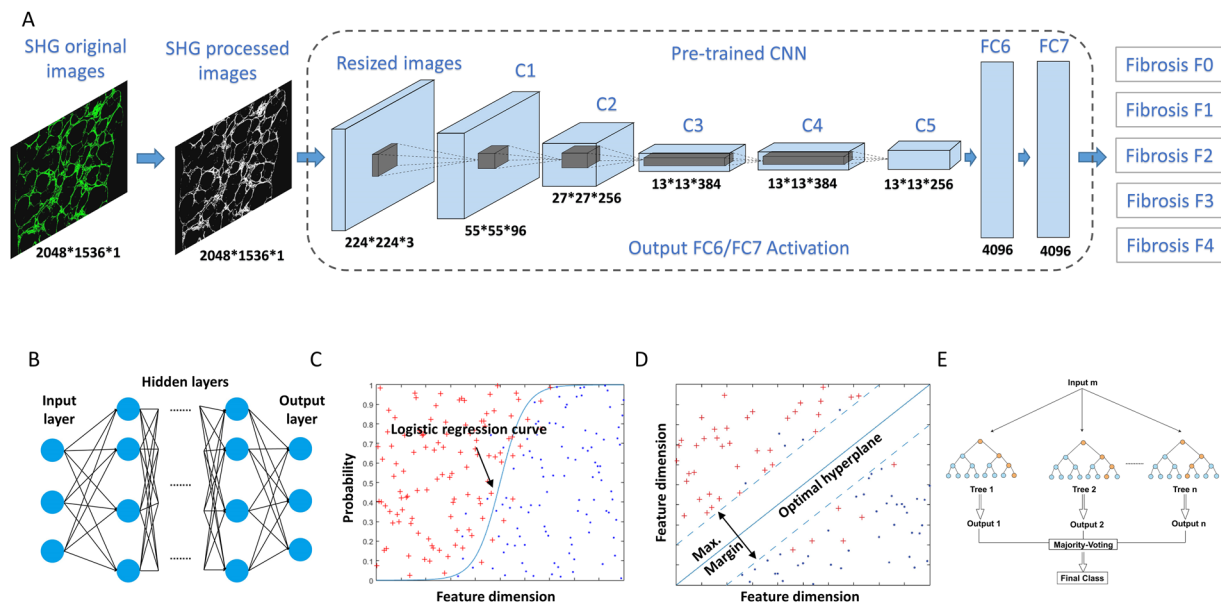 A
SHG original
images
SHG processed
images
2048*1536*1
2048*1536*1
Pre-trained CNN
Resized images
C1
C2
C3
C4
C5
FC6
FC7
224*224*3
55*55*96
27*27*256
13*13*384
13*13*384
13*13*256
4096
4096
Output FC6/FC7 Activation
Fibrosis F0
Fibrosis F1
Fibrosis F2
Fibrosis F3
Fibrosis F4
B
Input
layer
Hidden layers
Output
layer
.......
.......
.......
C
1
0.9
0.8
0.7
0.6
0.5
0.4
0.3
0.2
0.1
0
Probability
Logistic regression curve
Feature dimension
D
Feature dimension
Optimal hyperplane
Max.
Margin
Feature dimension
E
Input m
Tree 1
Tree 2
Tree n
Output 1
Output 2
Output n
Majority-Voting
Final Class